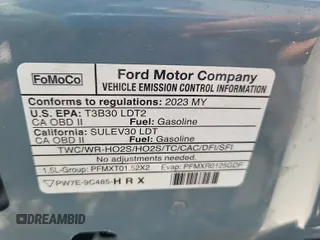 FoMoCo
Ford Motor Company
VEHICLE EMISSION CONTROL INFORMATION
Conforms to regulations: 2023 MY
U.S. EPA: T3B30 LDT2
CA OBD II Fuel: Gasoline
California: SULEV30 LDT
CA OBD II Fuel: Gasoline
TWC/WR-HO2S/HO2S/TC/CAC/DFI/SFI
No adjustments needed.
1.5L-Group: PFMXT01.52X2 Evap: PFMXR0125GDF
PW7E-9C485-H R X
DREAMBID